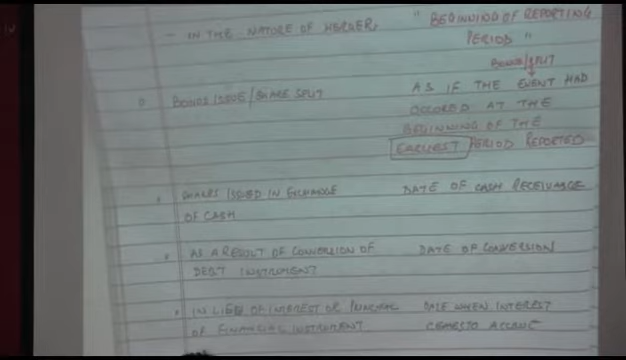 - IN THE NATURE OF MERGER.
" BEGINNING OF REPORTING
PERIOD "
BONUS/SPLIT
BONUS ISSUE / SHARE SPLIT
AS IF THE EVENT HAD
OCCURED AT THE
BEGINNING OF THE
EARLIEST PERIOD REPORTED
SHARES ISSUED IN EXCHANGE
OF CASH
DATE OF CASH RECEIVABLE
AS A RESULT OF CONVERSION OF
DEBT INSTRUMENT
DATE OF CONVERSION
IN LIEU OF INTEREST OR PRINCIPAL
OF FINANCIAL INSTRUMENT
DATE WHEN INTEREST
TO ACCRUE